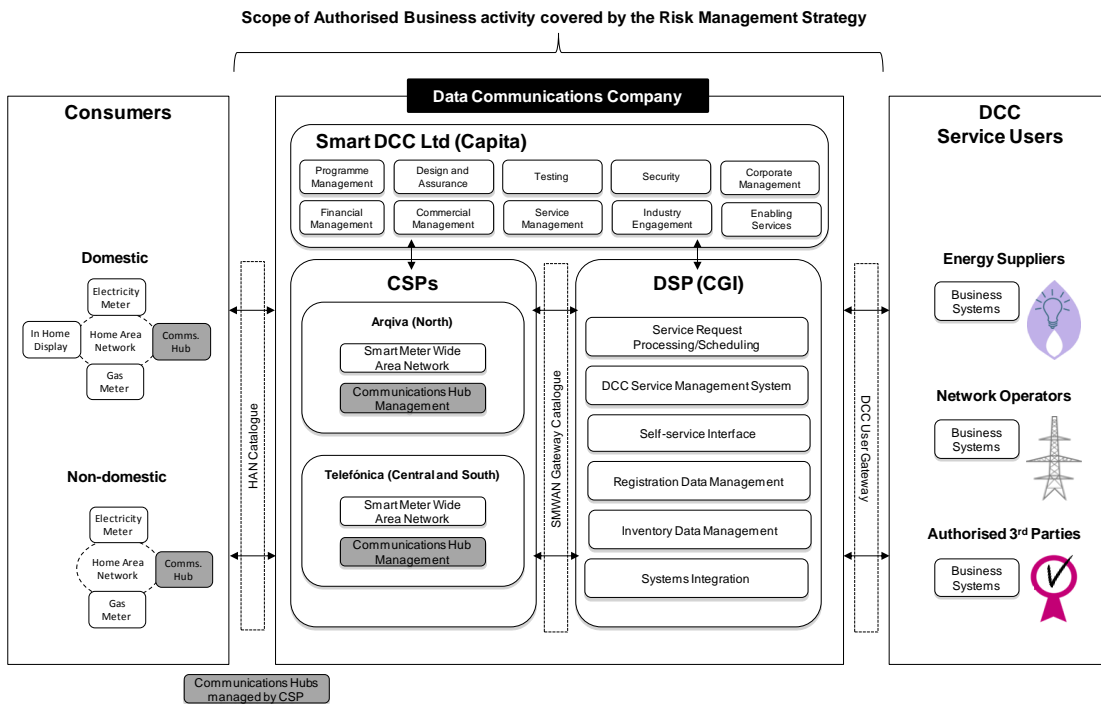 Scope of Authorised Business activity covered by the Risk Management Strategy
Consumers
Domestic
Electricity
Meter
In Home
Display
Home Area
Network
Comms.
Hub
Gas
Meter
Non-domestic
Electricity
Meter
Home Area
Network
Comms.
Hub
Gas
Meter
HAN Catalogue
Data Communications Company
Smart DCC Ltd (Capita)
Programme
Management
Design and
Assurance
Testing
Security
Corporate
Management
Financial
Management
Commercial
Management
Service
Management
Industry
Engagement
Enabling
Services
CSPs
Arqiva (North)
Smart Meter Wide
Area Network
Communications Hub
Management
Telefónica (Central and South)
Smart Meter Wide
Area Network
Communications Hub
Management
SMWAN Gateway Catalogue
DSP (CGI)
Service Request
Processing/Scheduling
DCC Service Management System
Self-service Interface
Registration Data Management
Inventory Data Management
Systems Integration
DCC User Gateway
DCC
Service Users
Energy Suppliers
Business
Systems
Network Operators
Business
Systems
Authorised 3rd Parties
Business
Systems
Communications Hubs
managed by CSP